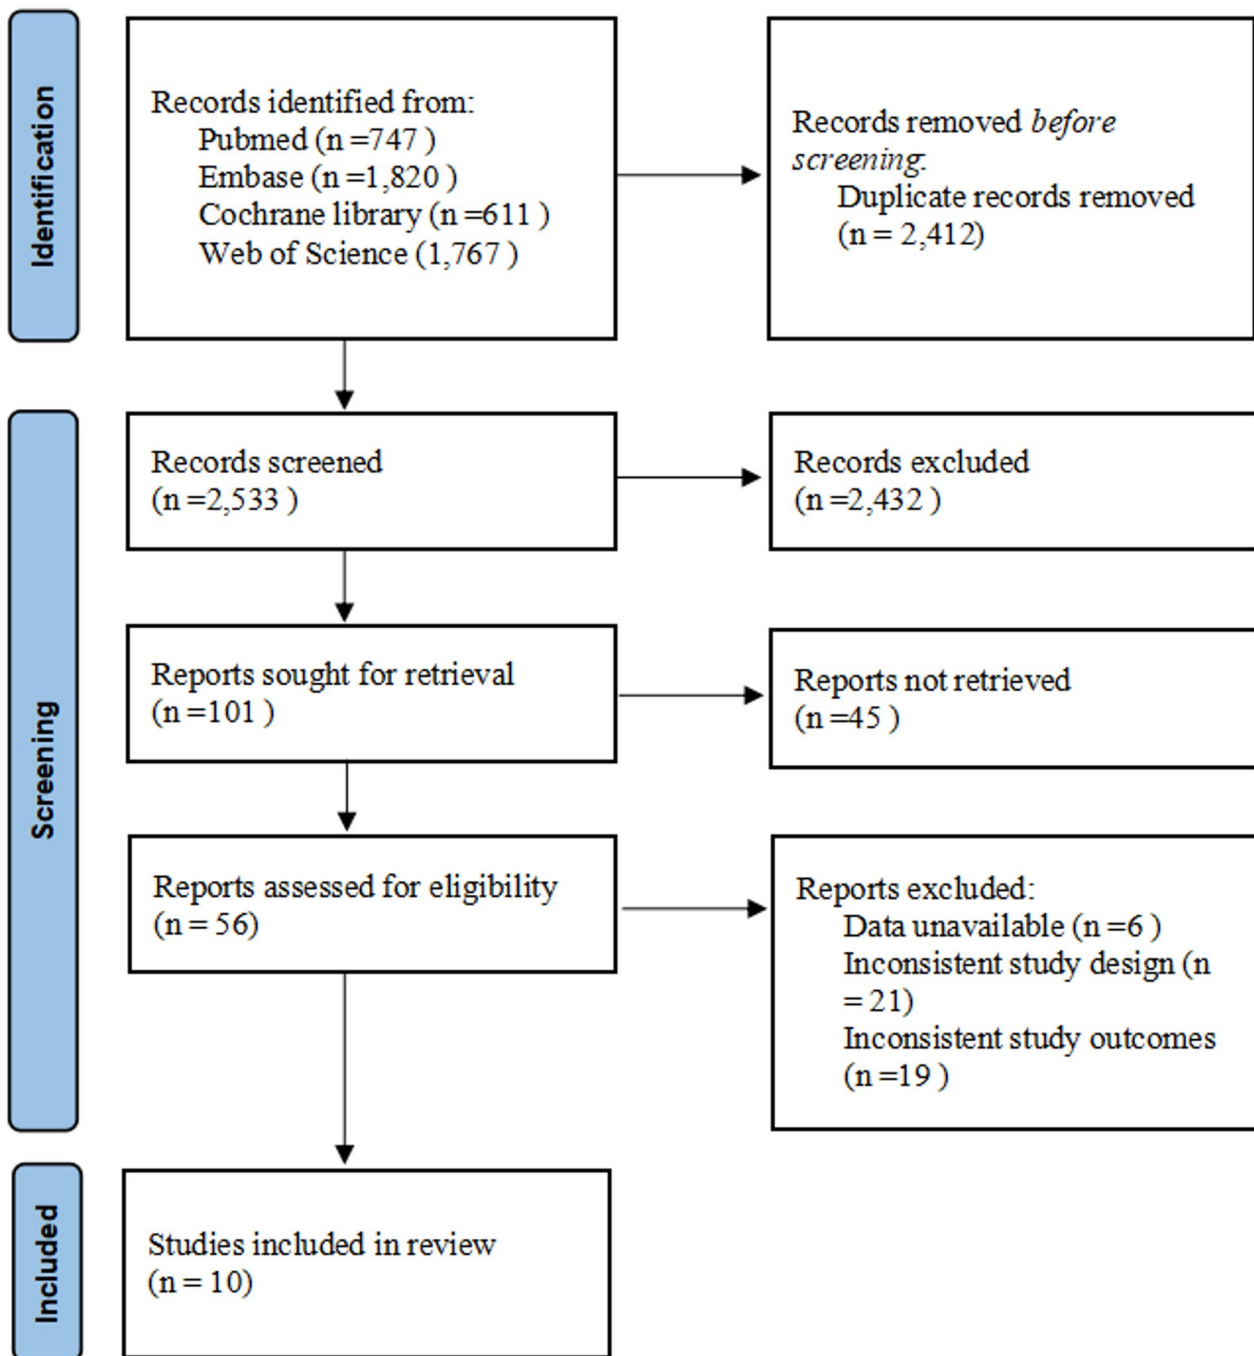 Identification
Records identified from:
Pubmed (n =747 )
Embase (n =1,820 )
Cochrane library (n =611 )
Web of Science (1,767 )
Records removed before
screening:
Duplicate records removed
(n = 2,412)
Screening
Records screened
(n =2,533 )
Records excluded
(n =2,432 )
Reports sought for retrieval
(n =101 )
Reports not retrieved
(n =45 )
Reports assessed for eligibility
(n = 56)
Reports excluded:
Data unavailable (n =6 )
Inconsistent study design (n
= 21)
Inconsistent study outcomes
(n =19 )
Included
Studies included in review
(n = 10)